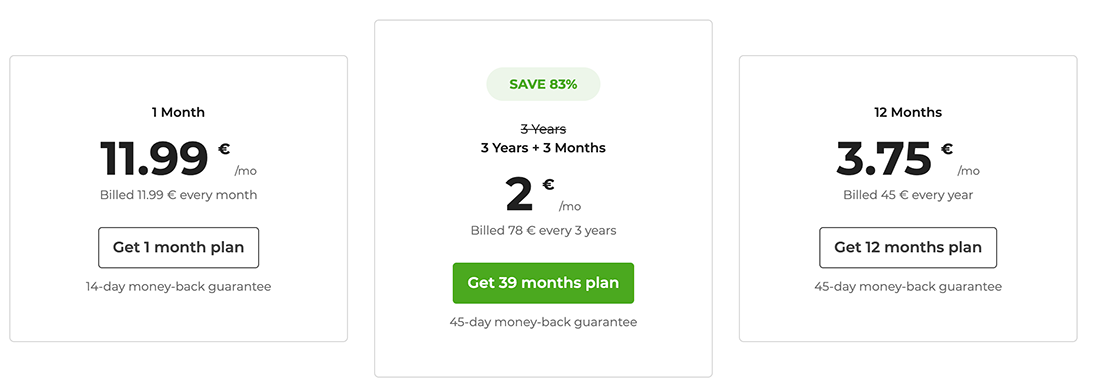 1 Month
11.99 €
/mo
Billed 11.99 € every month
Get 1 month plan
14-day money-back guarantee
SAVE 83%
3 Years
3 Years + 3 Months
2 €
/mo
Billed 78 € every 3 years
Get 39 months plan
45-day money-back guarantee
12 Months
3.75 €
/mo
Billed 45 € every year
Get 12 months plan
45-day money-back guarantee